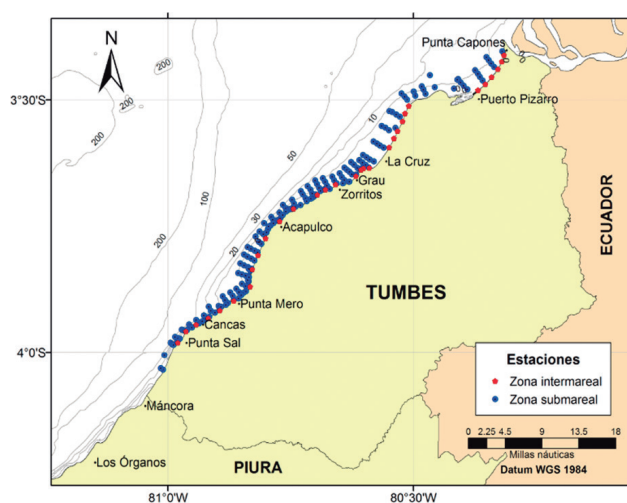 N
Punta Capones
200
200
200
200
100
50
30
20
10
0
0
3°30'S
Puerto Pizarro
La Cruz
Grau
Zorritos
Acapulco
ECUADOR
TUMBES
Punta Mero
Cancas
Punta Sal
4°0'S
Máncora
Los Órganos
PIURA
Estaciones
Zona intermareal
Zona submareal
0 2.25 4.5 9 13.5 18
Millas náuticas
Datum WGS 1984
81°0'W
80°30'W